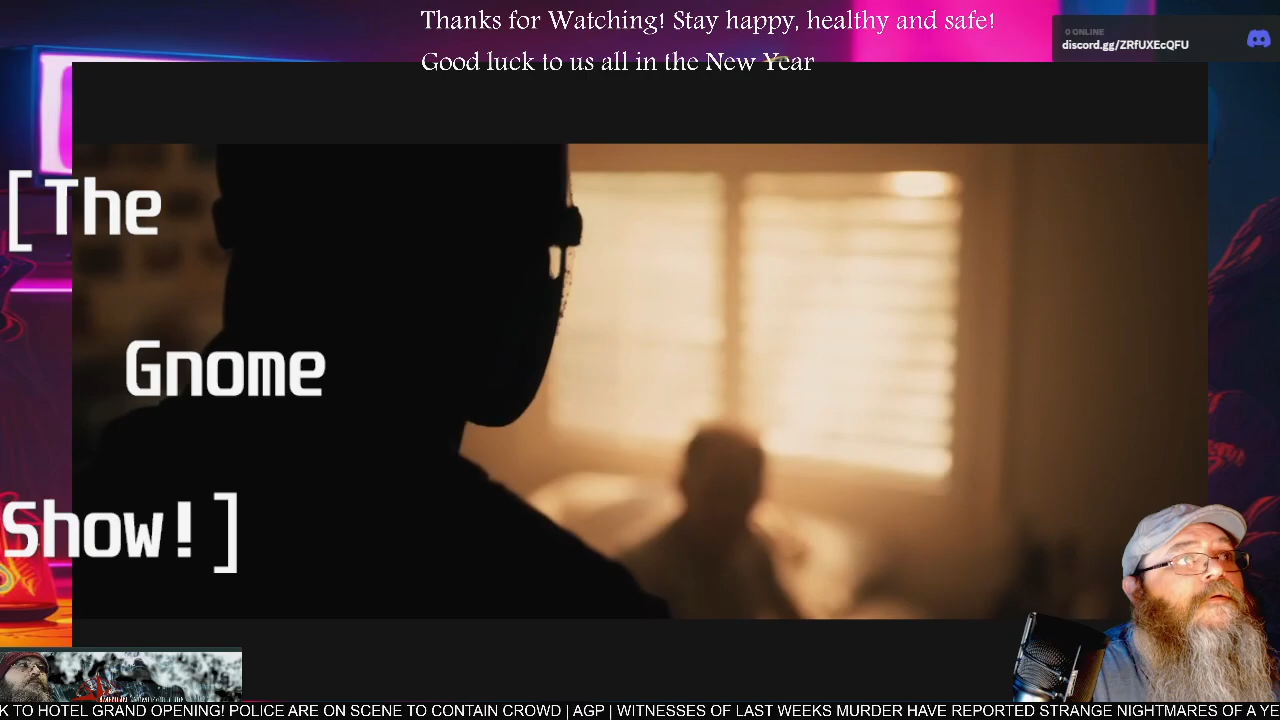 Thanks for Watching! Stay happy, healthy and safe!
Good luck to us all in the New Year
0 ONLINE
discord.gg/ZRfUXEcQFU
[The
Gnome
Show!]
K TO HOTEL GRAND OPENING! POLICE ARE ON SCENE TO CONTAIN CROWD | AGP | WITNESSES OF LAST WEEKS MURDER HAVE REPORTED STRANGE NIGHTMARES OF A YE